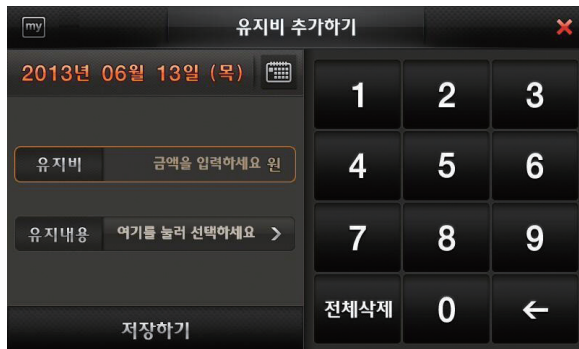 my 유지비 추가하기
2013년 06월 13일 (목)
유지비 금액을 입력하세요 원
유지내용 여기를 눌러 선택하세요
저장하기
1 2 3
4 5 6
7 8 9
전체삭제 0